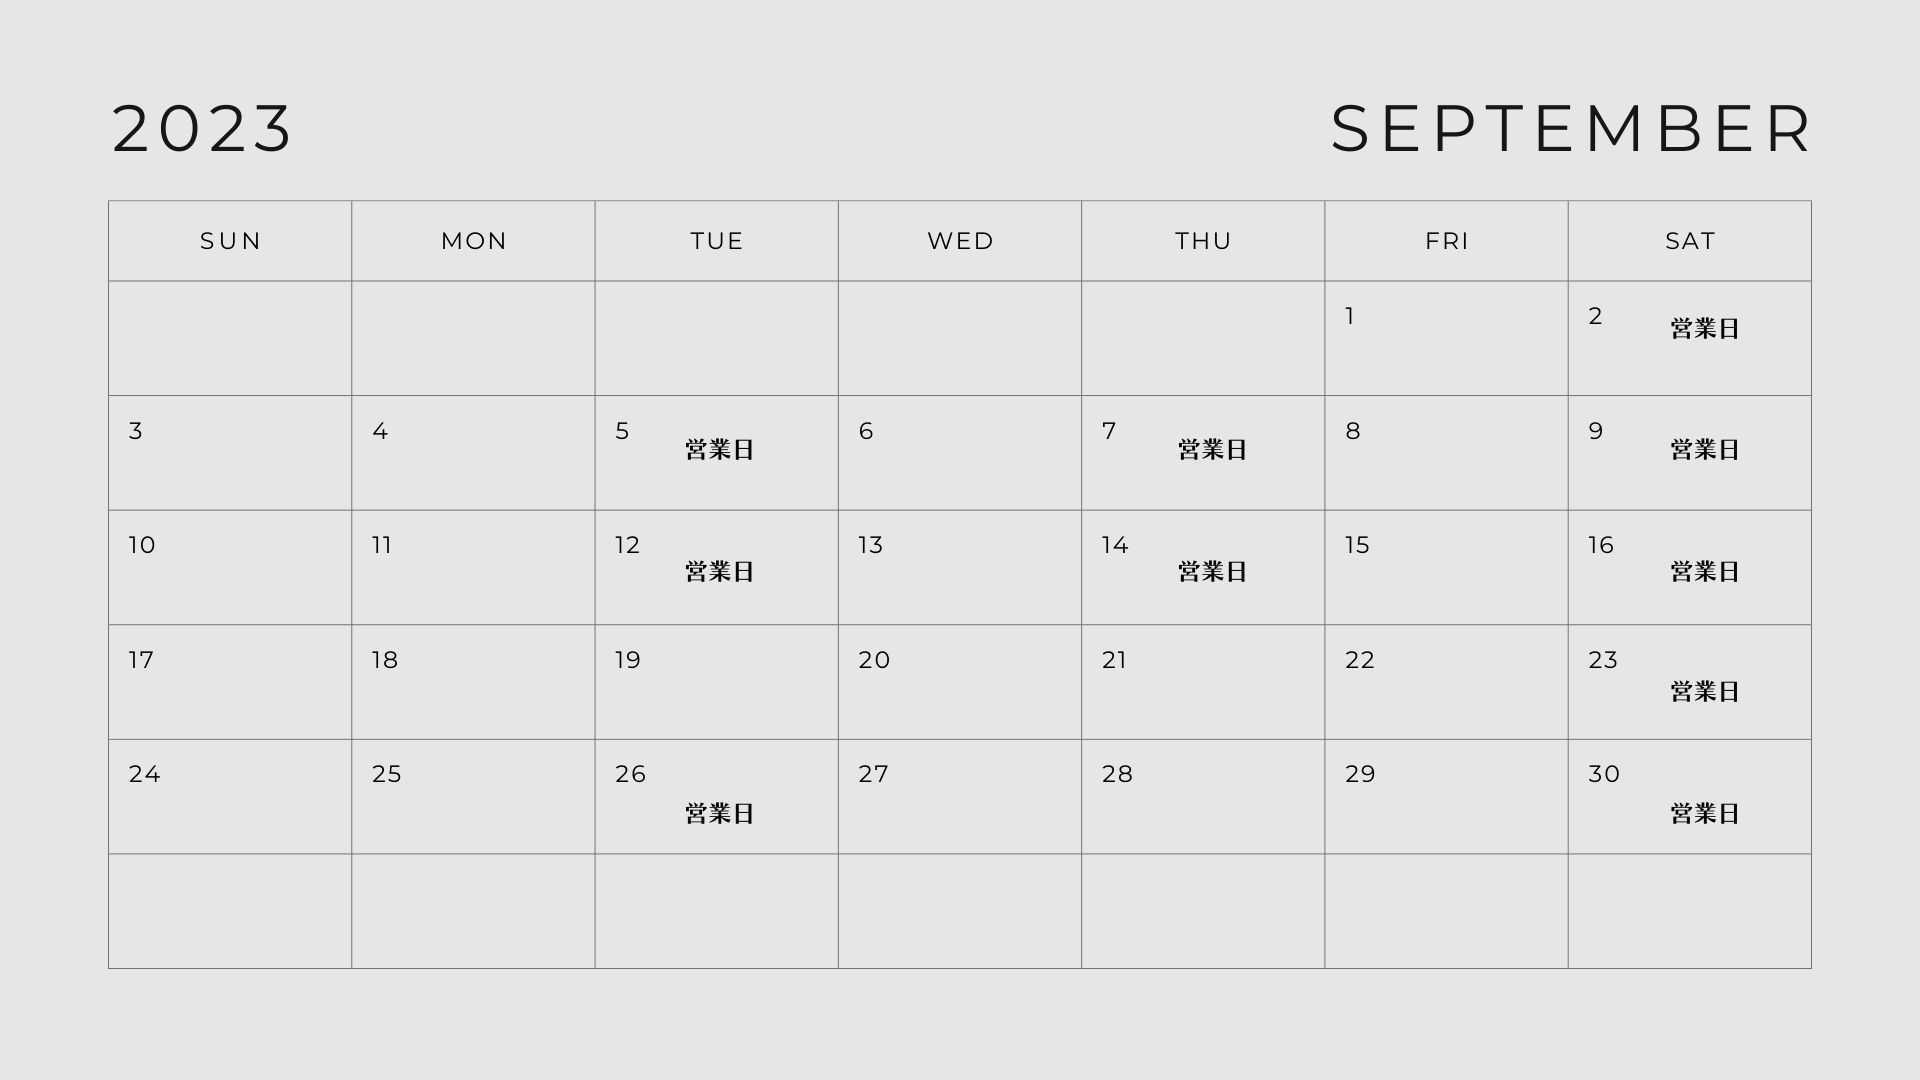 2023 SEPTEMBER
SUN MON TUE WED THU FRI SAT
1 2 営業日
3 4 5 営業日 6 7 営業日 8 9 営業日
10 11 12 営業日 13 14 営業日 15 16 営業日
17 18 19 20 21 22 23 営業日
24 25 26 営業日 27 28 29 30 営業日